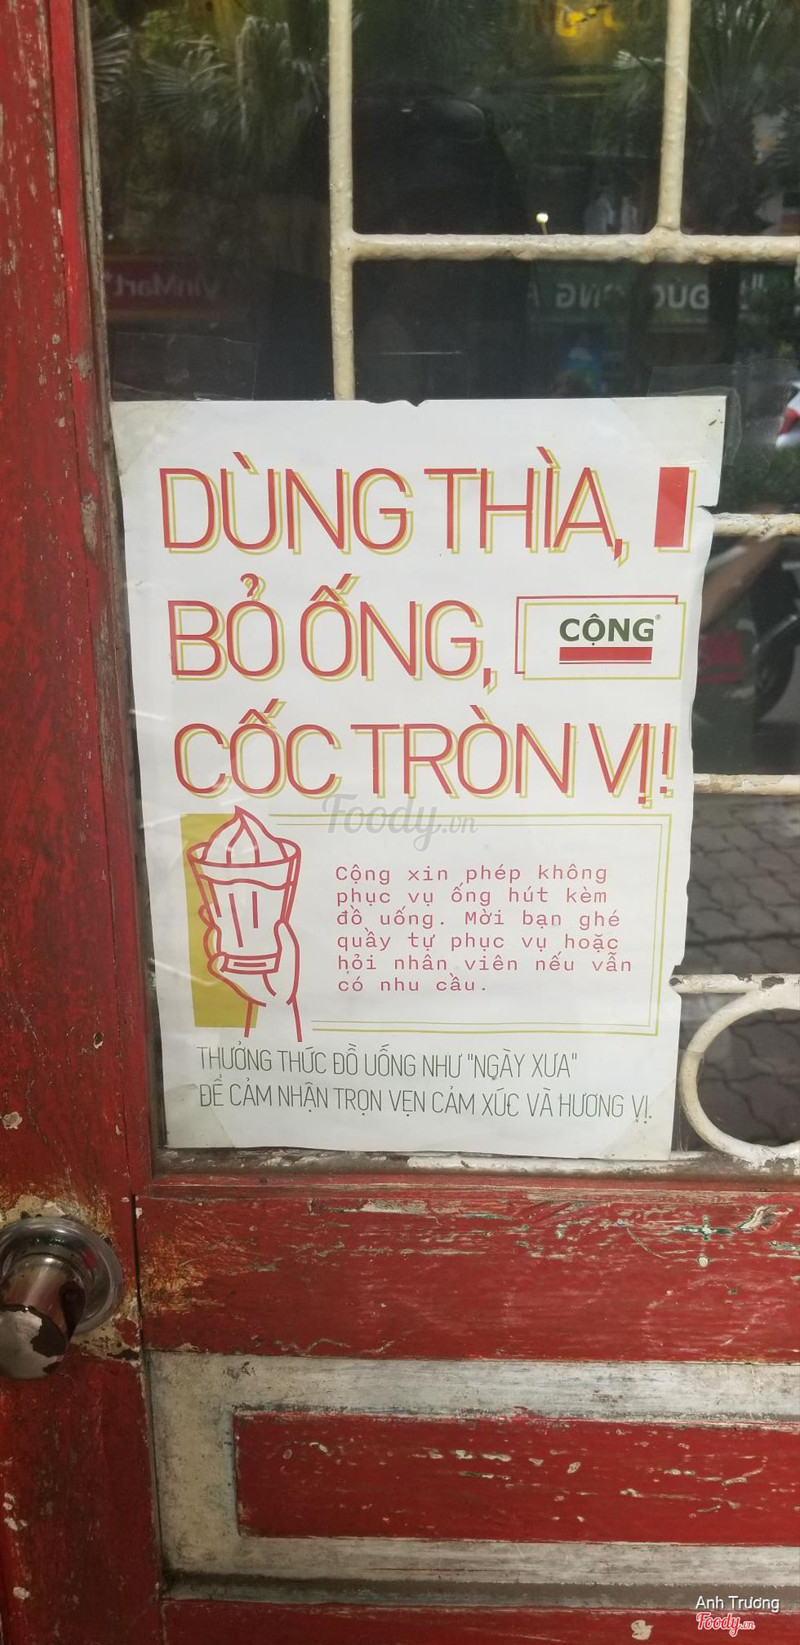 VinMart
DÙNG THÌA,
BỎ ỐNG,
CỘNG®
CỐC TRÒN VỊ!
Foody.vn
Cộng xin phép không
phục vụ ống hút kèm
đồ uống. Mời bạn ghé
quầy tự phục vụ hoặc
hỏi nhân viên nếu vẫn
có nhu cầu.
THƯỞNG THỨC ĐỒ UỐNG NHƯ "NGÀY XƯA"
ĐỂ CẢM NHẬN TRỌN VẸN CẢM XÚC VÀ HƯƠNG VỊ.
Anh Trương
Foody.vn